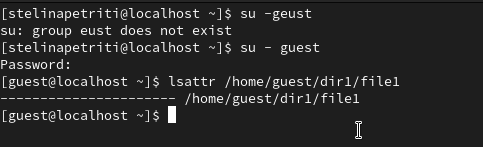 [stelinapetriti@localhost ~]$ su -geust
su: group eust does not exist
[stelinapetriti@localhost ~]$ su - guest
Password:
[guest@localhost ~]$ lsattr /home/guest/dir1/file1
---------------------- /home/guest/dir1/file1
[guest@localhost ~]$